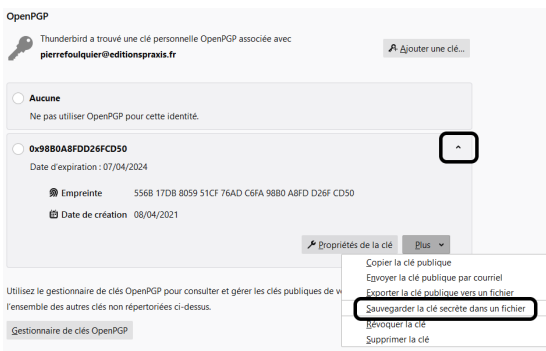 OpenPGP
Thunderbird a trouvé une clé personnelle OpenPGP associée avec
pierrefoulquier@editionspraxis.fr
Ajouter une clé...
Aucune
Ne pas utiliser OpenPGP pour cette identité.
0x98B0A8FDD26FCD50
Date d'expiration : 07/04/2024
Empreinte 556B 17DB 8059 51CF 76AD C6FA 98B0 A8FD D26F CD50
Date de création 08/04/2021
Propriétés de la clé
Plus
Copier la clé publique
Envoyer la clé publique par courriel
Exporter la clé publique vers un fichier
Sauvegarder la clé secrète dans un fichier
Révoquer la clé
Supprimer la clé
Utilisez le gestionnaire de clés OpenPGP pour consulter et gérer les clés publiques de
l'ensemble des autres clés non répertoriées ci-dessus.
Gestionnaire de clés OpenPGP